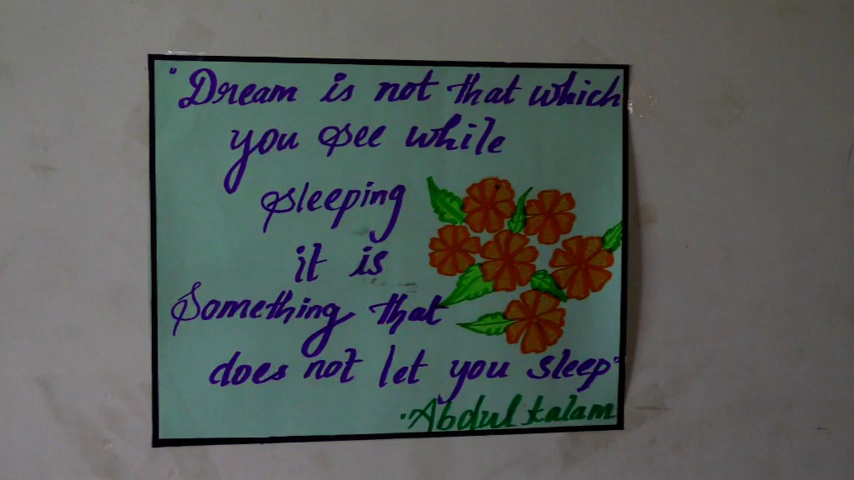 "Dream is not that which
you see while
sleeping
it is
Something that
does not let you sleep"
.Abdul kalam